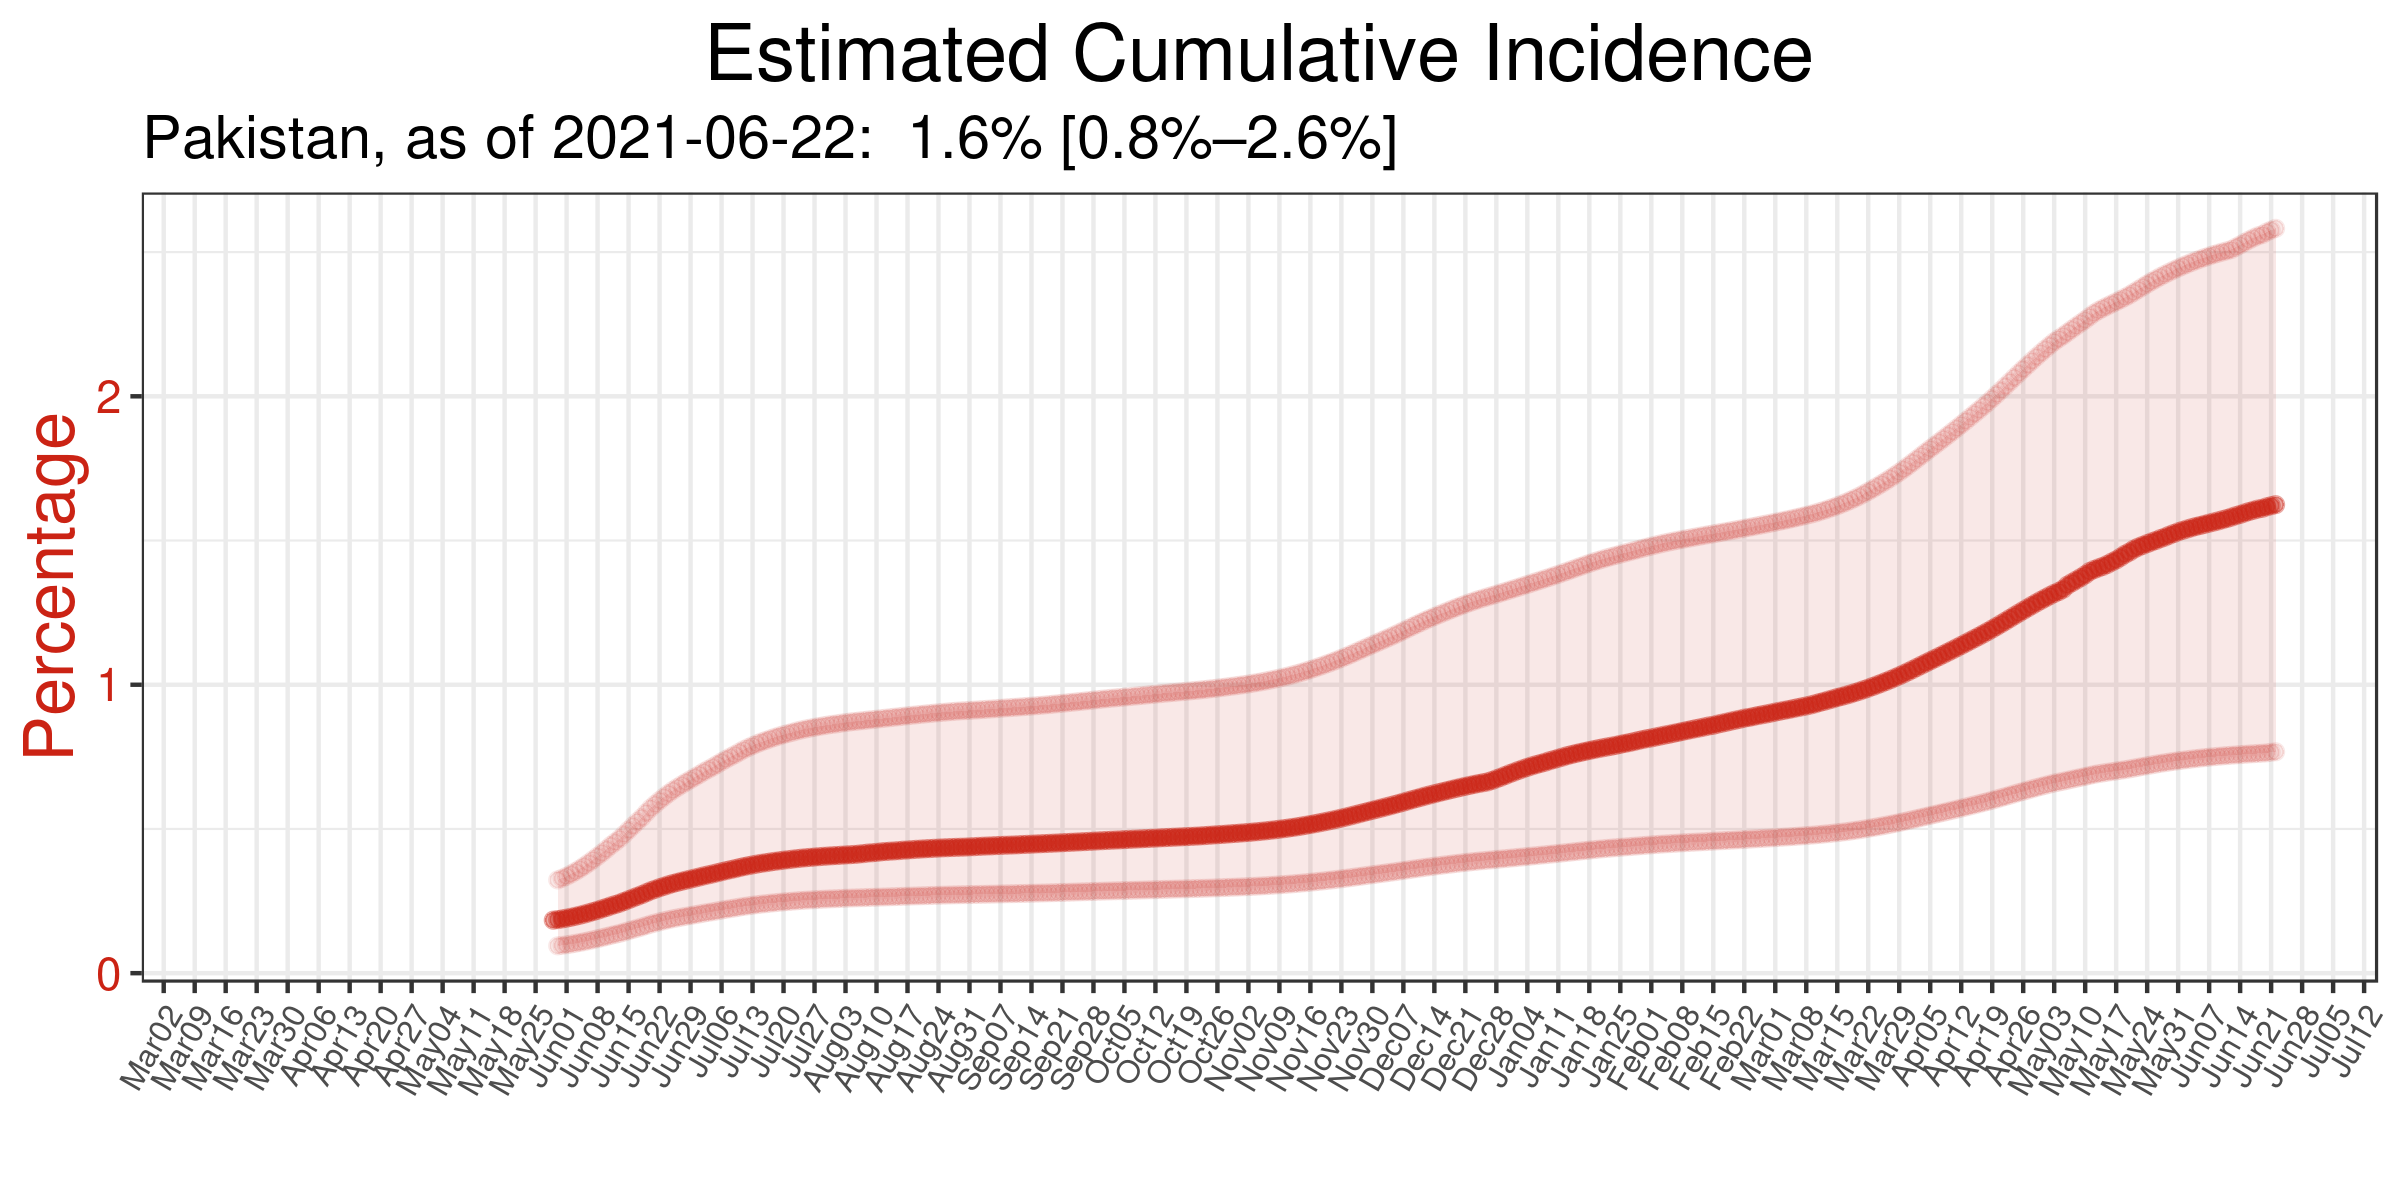 Estimated Cumulative Incidence
Pakistan, as of 2021-06-22:  1.6% [0.8%–2.6%]
Percentage
2
1
0
Mar02
Mar09
Mar16
Mar23
Mar30
Apr06
Apr13
Apr20
Apr27
May04
May11
May18
May25
Jun01
Jun08
Jun15
Jun22
Jun29
Jul06
Jul13
Jul20
Jul27
Aug03
Aug10
Aug17
Aug24
Aug31
Sep07
Sep14
Sep21
Sep28
Oct05
Oct12
Oct19
Oct26
Nov02
Nov09
Nov16
Nov23
Nov30
Dec07
Dec14
Dec21
Dec28
Jan04
Jan11
Jan18
Jan25
Feb01
Feb08
Feb15
Feb22
Mar01
Mar08
Mar15
Mar22
Mar29
Apr05
Apr12
Apr19
Apr26
May03
May10
May17
May24
May31
Jun07
Jun14
Jun21
Jun28
Jul05
Jul12